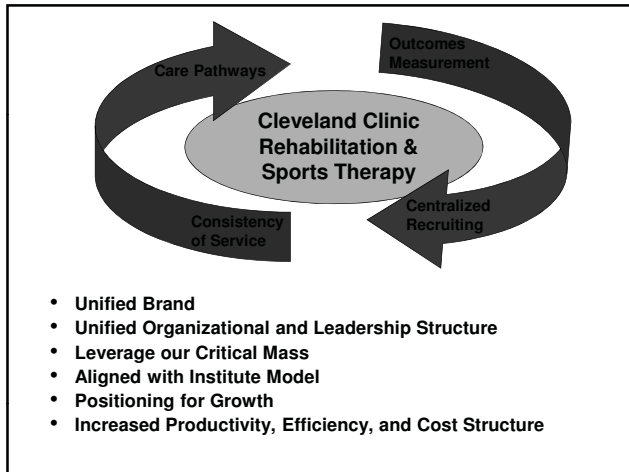 Care Pathways
Outcomes
Measurement
Cleveland Clinic
Rehabilitation &
Sports Therapy
Consistency
of Service
Centralized
Recruiting
• Unified Brand
• Unified Organizational and Leadership Structure
• Leverage our Critical Mass
• Aligned with Institute Model
• Positioning for Growth
• Increased Productivity, Efficiency, and Cost Structure